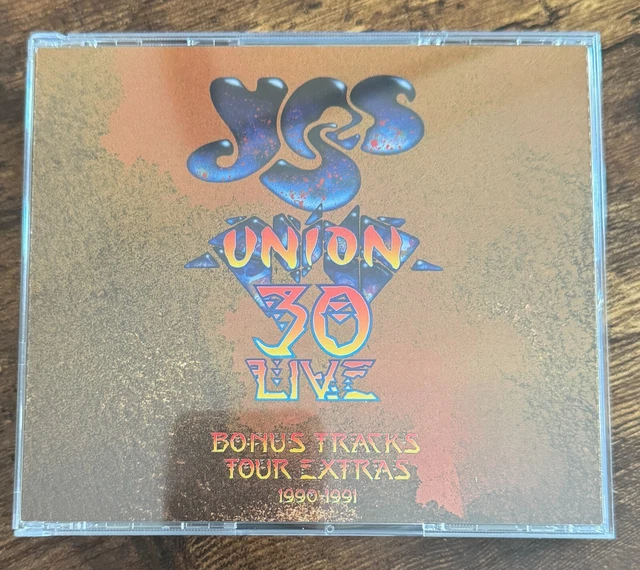 YES
UNION
30
LIVE
BONUS TRACKS
TOUR EXTRAS
1990-1991